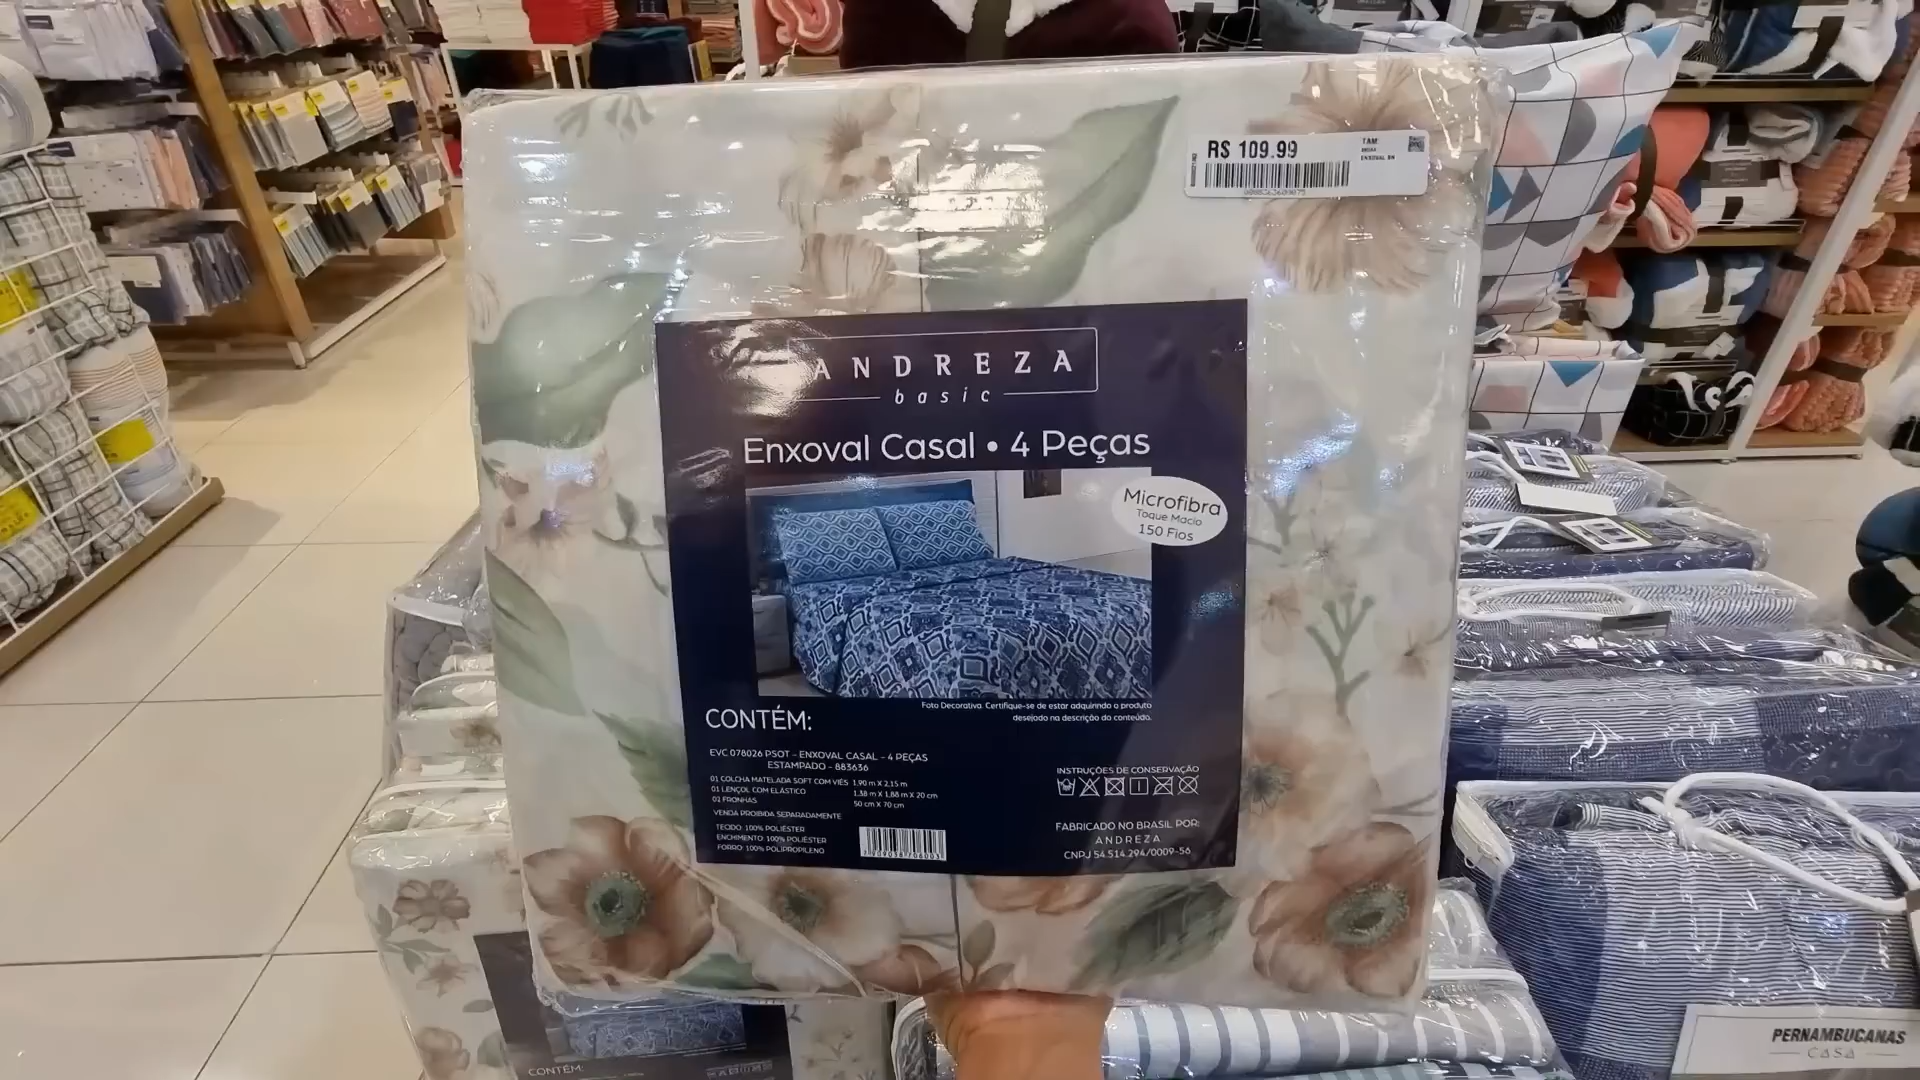 R$ 109.99
TAM:
ENXOVAL BN
ANDREZA
basic
Enxoval Casal • 4 Peças
Microfibra
Toque Macio
150 Fios
Foto Decorativa. Certifique-se de estar adquirindo o produto
desejado na descrição do conteúdo.
CONTÉM:
EVC 078026 PSOT - ENXOVAL CASAL - 4 PEÇAS
ESTAMPADO - 883636
01 COLCHA MATELADA SOFT COM VIÉS 1,90 m X 2,15 m
01 LENÇOL COM ELÁSTICO 1,38 m X 1,88 m X 20 cm
02 FRONHAS 50 cm X 70 cm
VENDA PROIBIDA SEPARADAMENTE
TECIDO: 100% POLIÉSTER
ENCHIMENTO: 100% POLIÉSTER
FORRO: 100% POLIPROPILENO
INSTRUÇÕES DE CONSERVAÇÃO
FABRICADO NO BRASIL POR:
ANDREZA
CNPJ 54.514.294/0009-56
CONTÉM:
PERNAMBUCANAS
CASA